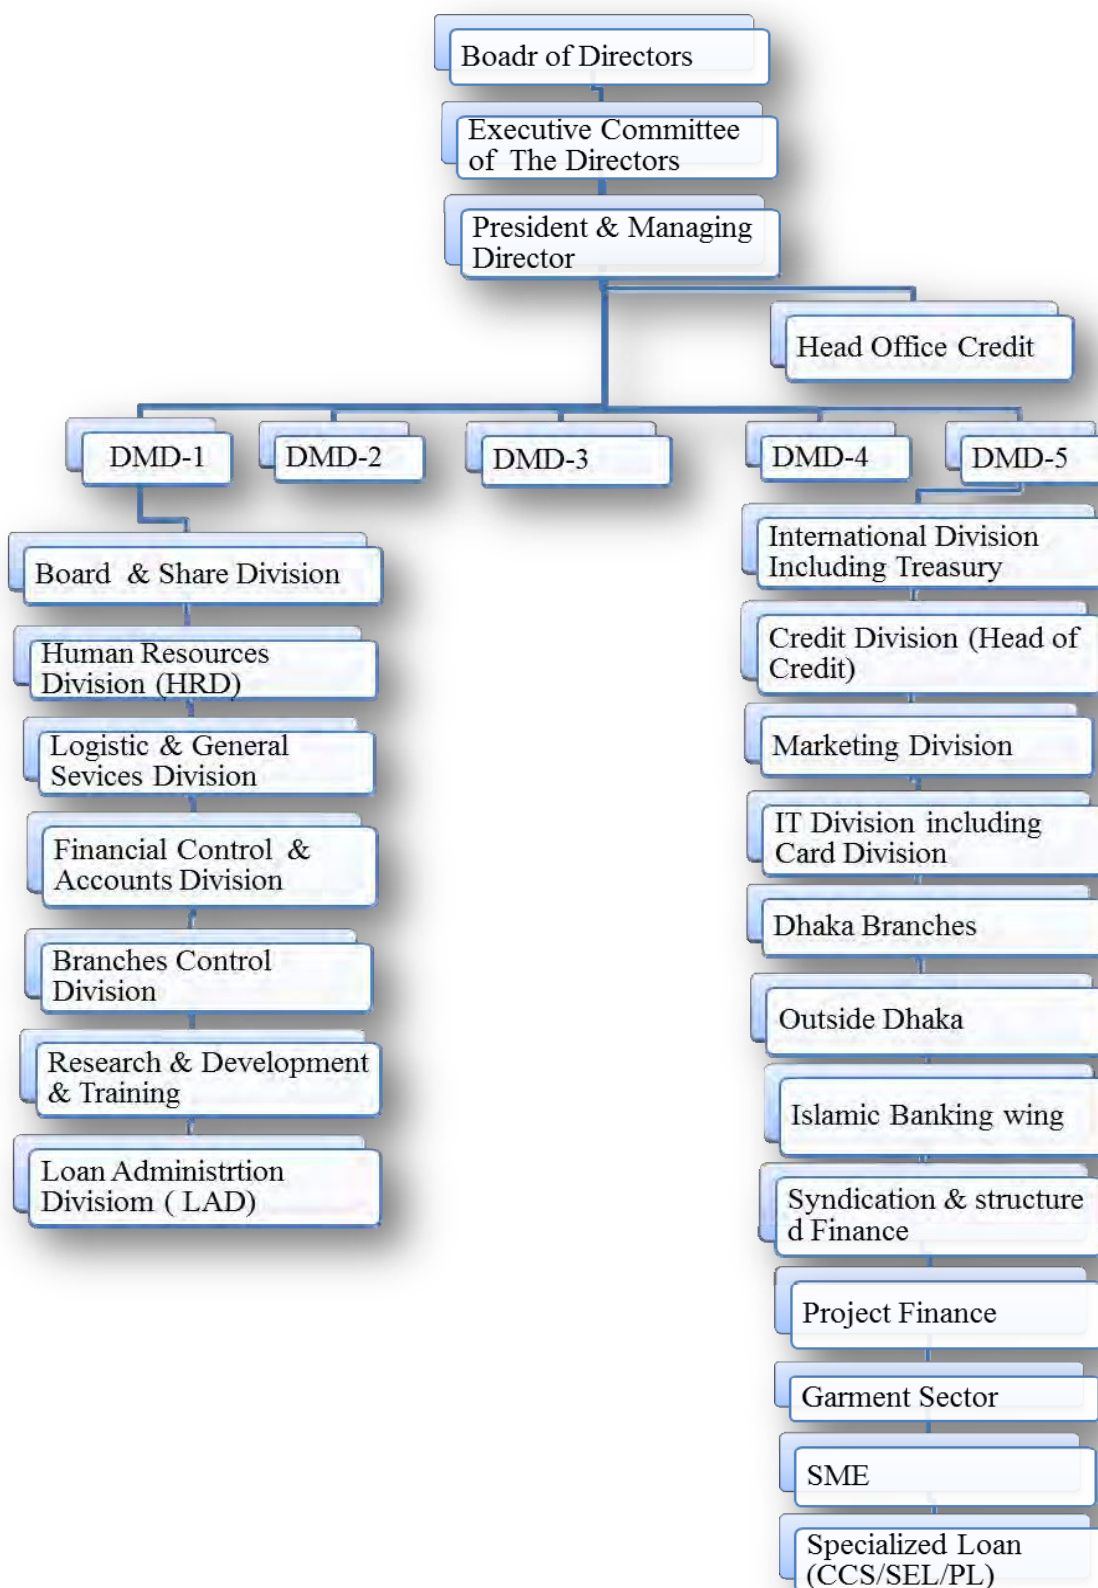 Boadr of Directors
Executive Committee
of The Directors
President & Managing
Director
Head Office Credit
DMD-1
DMD-2
DMD-3
DMD-4
DMD-5
Board & Share Division
Human Resources
Division (HRD)
Logistic & General
Sevices Division
Financial Control &
Accounts Division
Branches Control
Division
Research & Development
& Training
Loan Administrtion
Divisiom ( LAD)
International Division
Including Treasury
Credit Division (Head of
Credit)
Marketing Division
IT Division including
Card Division
Dhaka Branches
Outside Dhaka
Islamic Banking wing
Syndication & structure
d Finance
Project Finance
Garment Sector
SME
Specialized Loan
(CCS/SEL/PL)